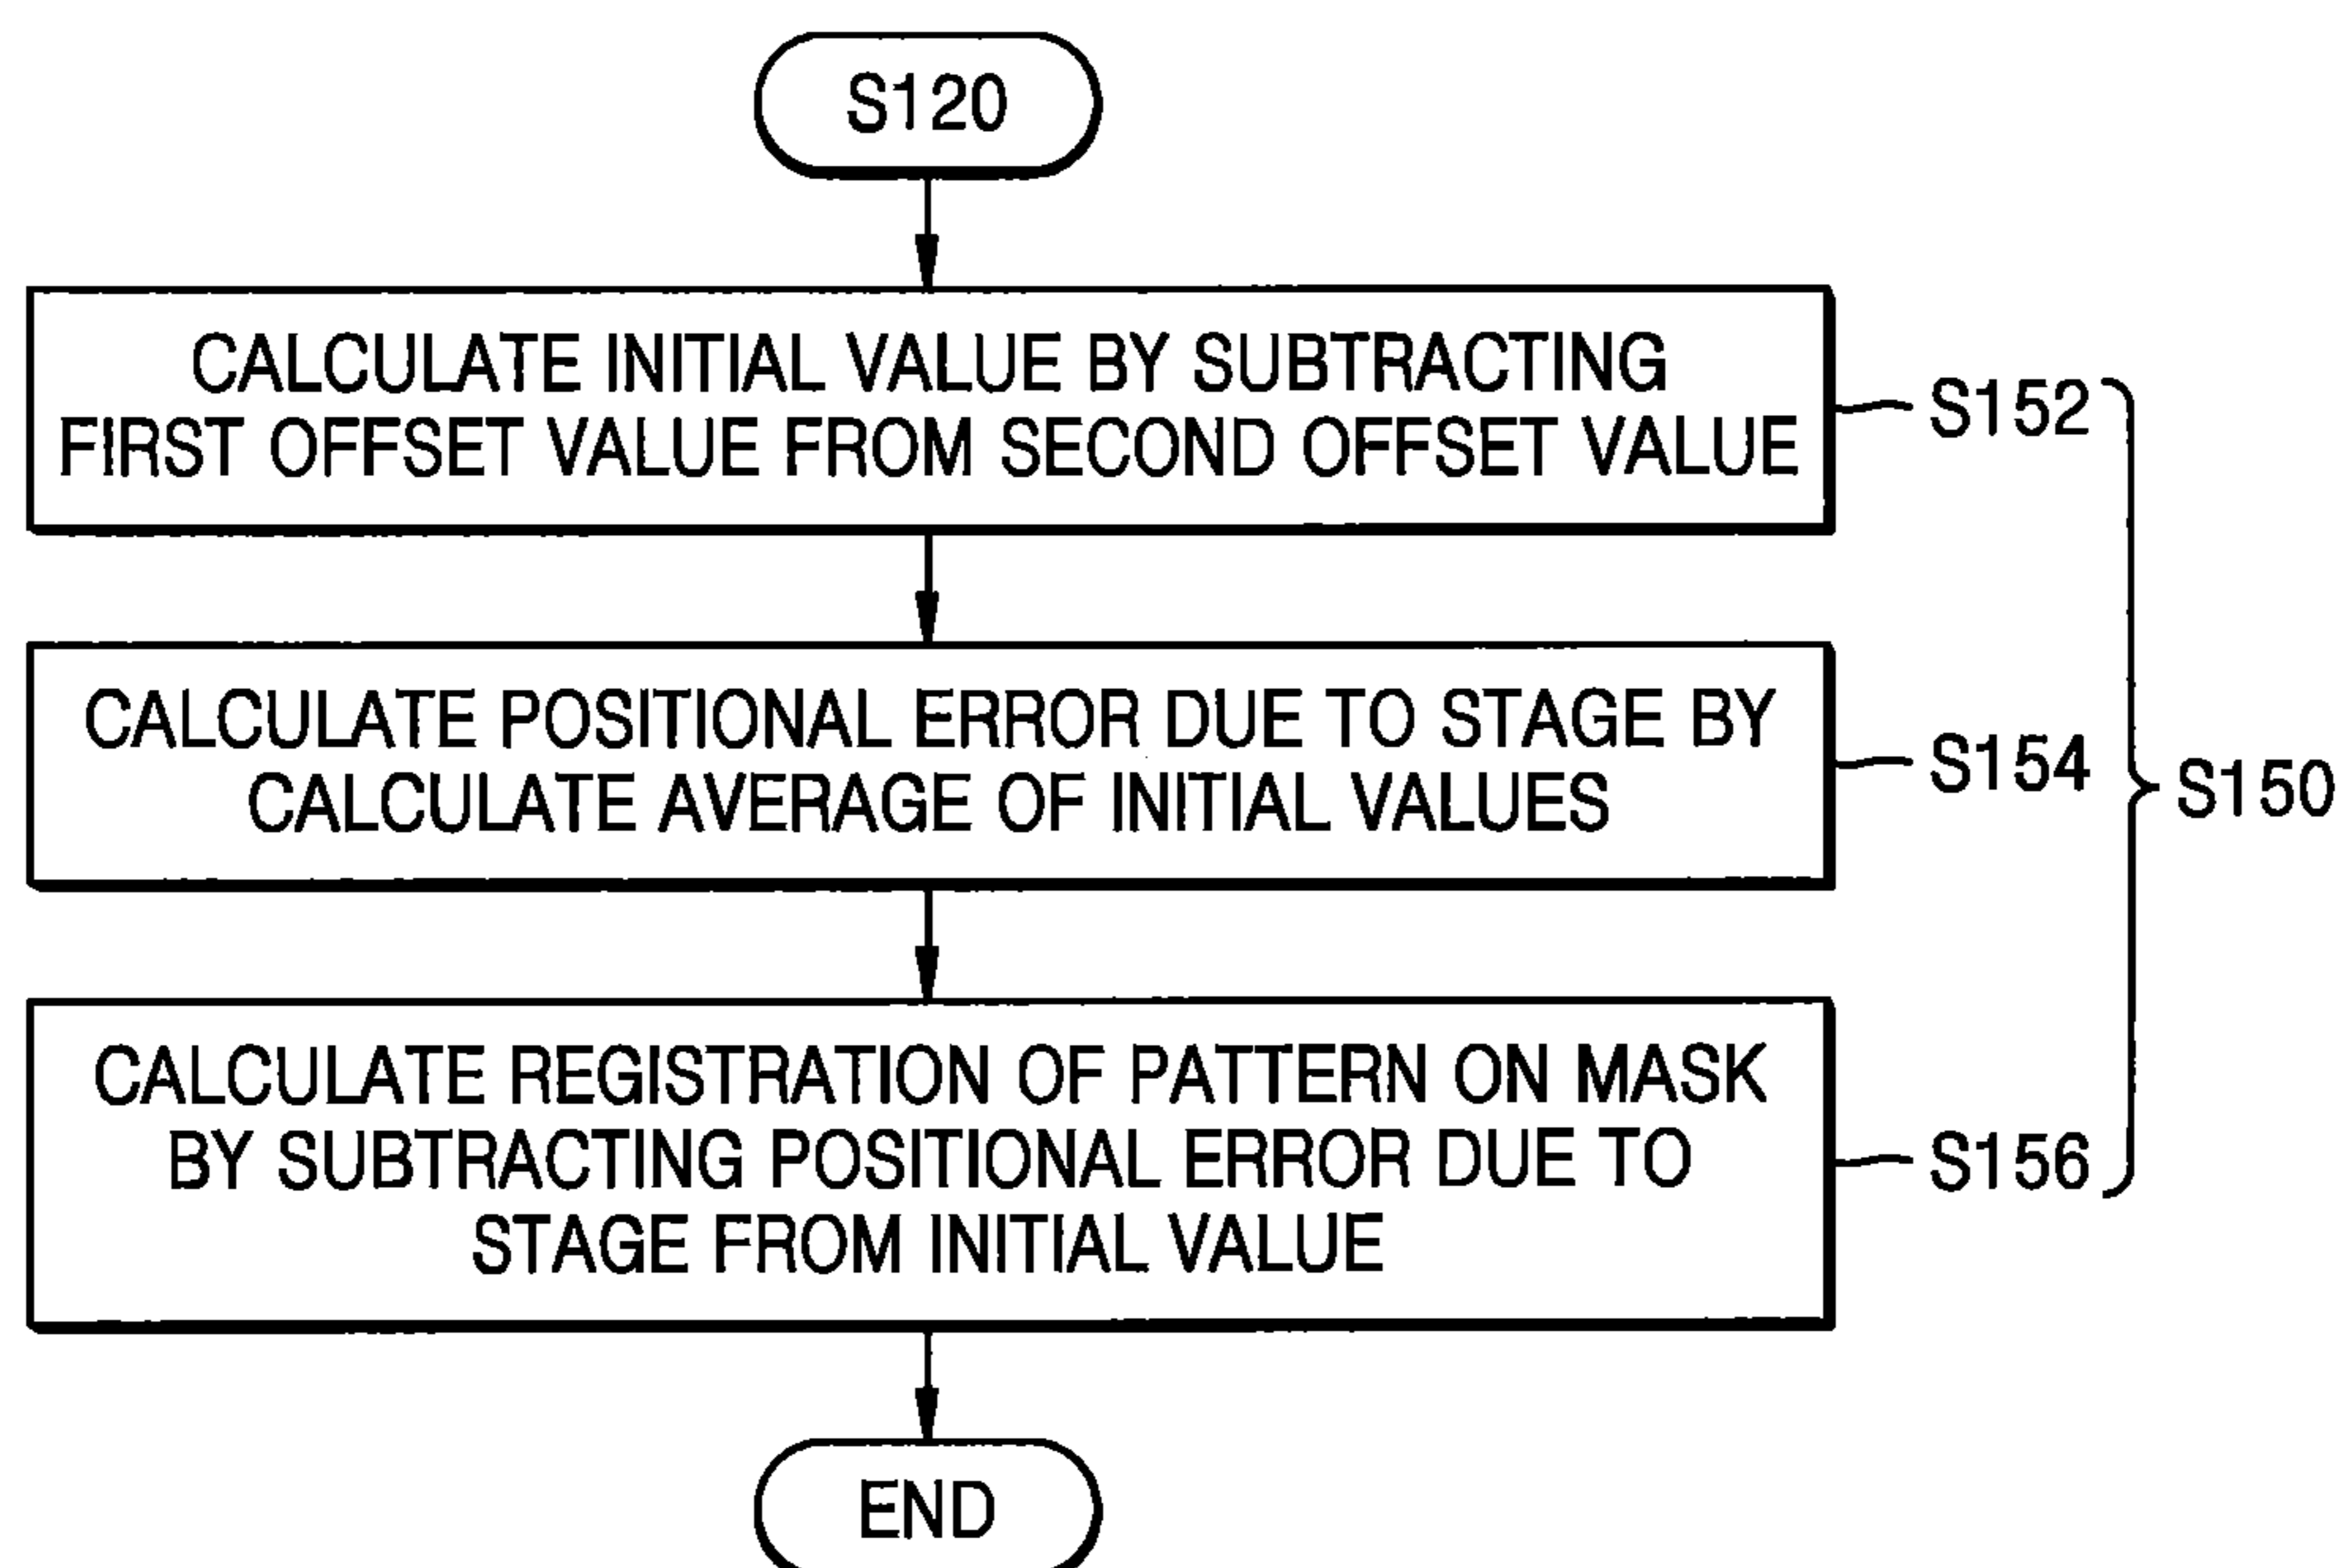 S120
CALCULATE INITIAL VALUE BY SUBTRACTING
FIRST OFFSET VALUE FROM SECOND OFFSET VALUE
S152
CALCULATE POSITIONAL ERROR DUE TO STAGE BY
CALCULATE AVERAGE OF INITIAL VALUES
S154
S150
CALCULATE REGISTRATION OF PATTERN ON MASK
BY SUBTRACTING POSITIONAL ERROR DUE TO
STAGE FROM INITIAL VALUE
S156
END